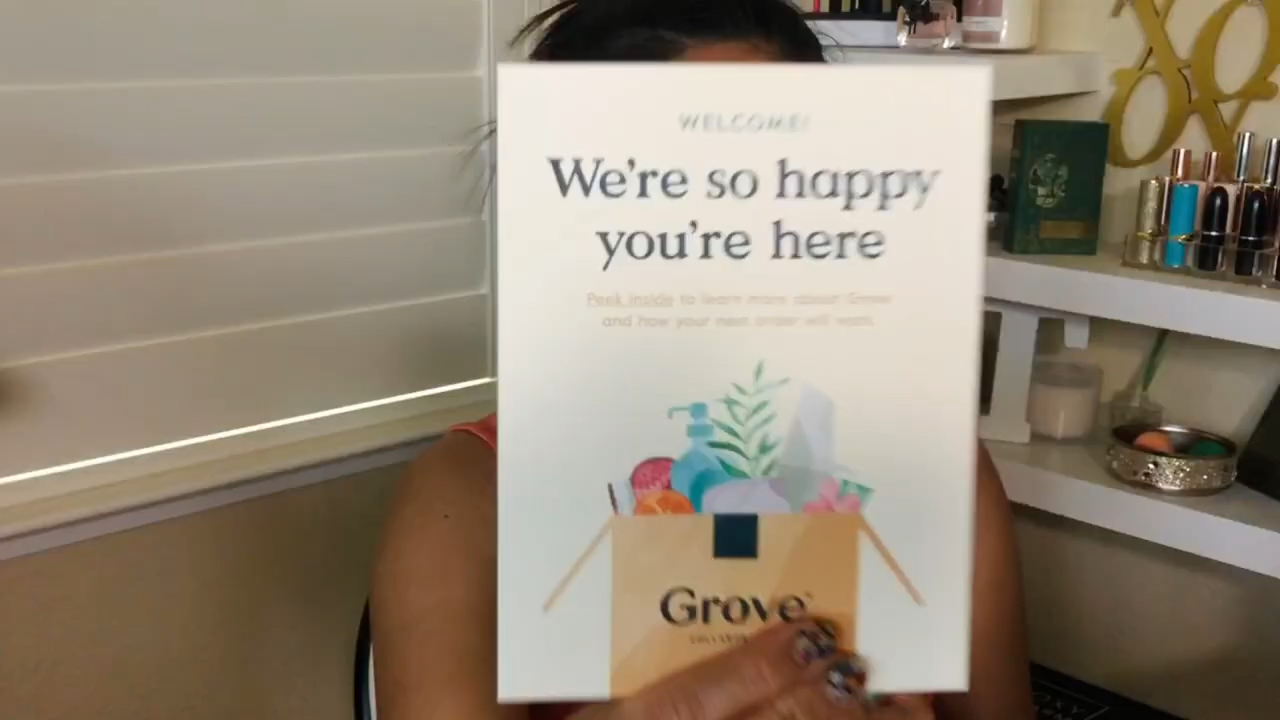 WELCOME!
We're so happy
you're here
Peek inside to learn more about Grove
and how your next order will work.
Grove
XO